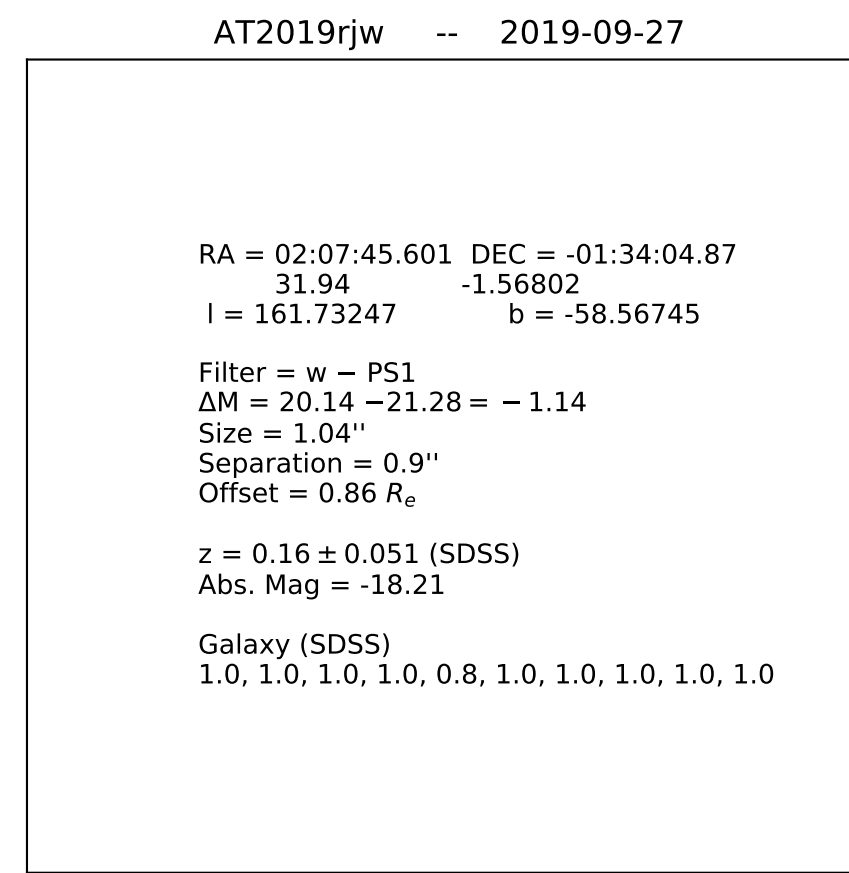 AT2019rjw -- 2019-09-27
RA = 02:07:45.601 DEC = -01:34:04.87
31.94 -1.56802
l = 161.73247 b = -58.56745
Filter = w − PS1
ΔM = 20.14 −21.28 = − 1.14
Size = 1.04''
Separation = 0.9''
Offset = 0.86 Rₑ
z = 0.16 ± 0.051 (SDSS)
Abs. Mag = -18.21
Galaxy (SDSS)
1.0, 1.0, 1.0, 1.0, 0.8, 1.0, 1.0, 1.0, 1.0, 1.0